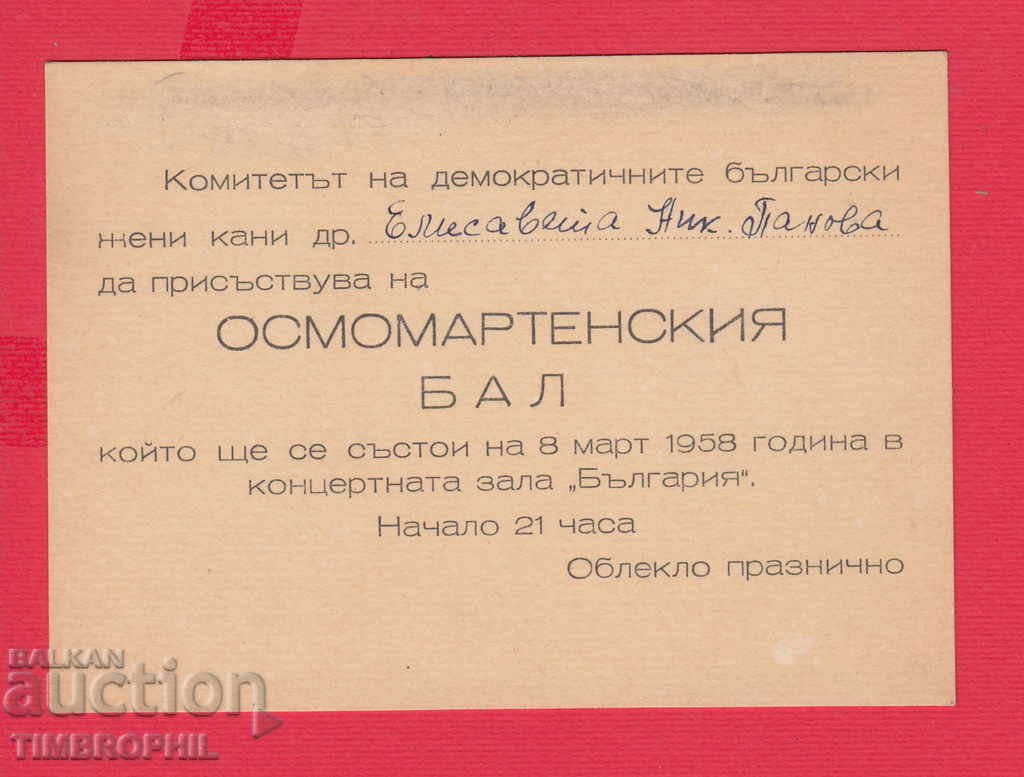 Комитетът на демократичните български
жени кани др. Елисавета Ник. Панова
да присъствува на
ОСМОМАРТЕНСКИЯ
БАЛ
който ще се състои на 8 март 1958 година в
концертната зала „България“.
Начало 21 часа
Облекло празнично
BALKAN
auction
TIMBROPHIL